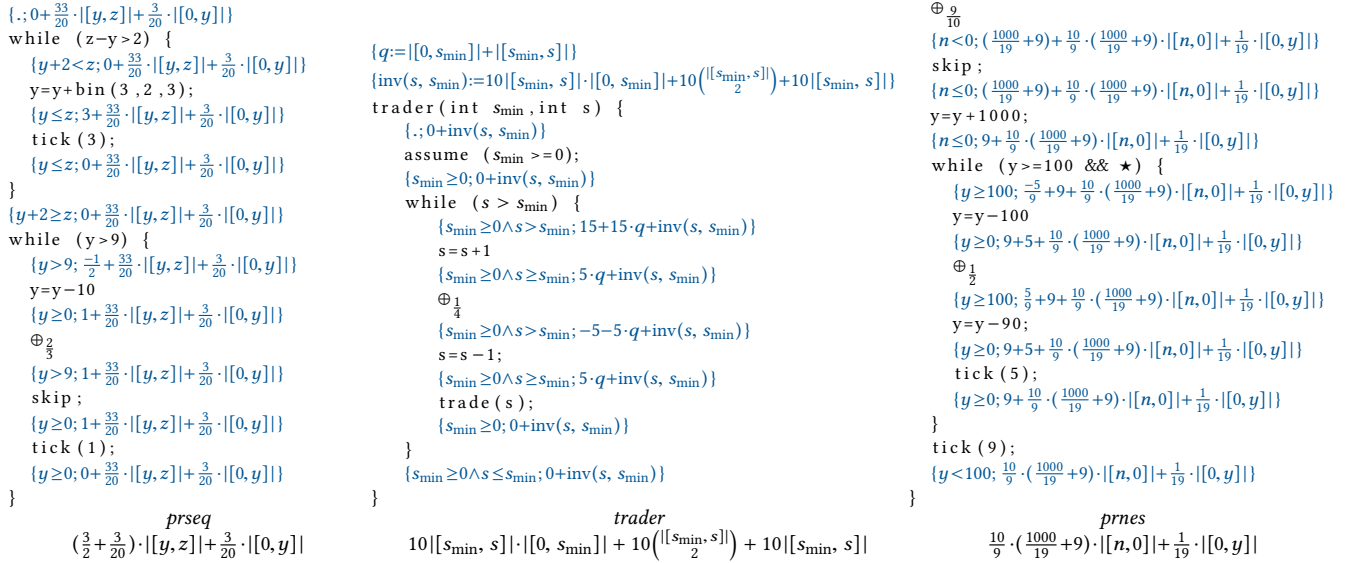 {.; 0+33/20·|[y, z]|+3/20·|[0, y]|}
while (z−y>2) {
{y+2<z; 0+33/20·|[y, z]|+3/20·|[0, y]|}
y=y+bin(3,2,3);
{y≤z; 3+33/20·|[y, z]|+3/20·|[0, y]|}
tick(3);
{y≤z; 0+33/20·|[y, z]|+3/20·|[0, y]|}
}
{y+2≥z; 0+33/20·|[y, z]|+3/20·|[0, y]|}
while (y>9) {
{y>9; −1/2+33/20·|[y, z]|+3/20·|[0, y]|}
y=y−10
{y≥0; 1+33/20·|[y, z]|+3/20·|[0, y]|}
⊕2/3
{y>9; 1+33/20·|[y, z]|+3/20·|[0, y]|}
skip;
{y≥0; 1+33/20·|[y, z]|+3/20·|[0, y]|}
tick(1);
{y≥0; 0+33/20·|[y, z]|+3/20·|[0, y]|}
}
prseq
(3/2+3/20)·|[y, z]|+3/20·|[0, y]|
{q:=|[0, smin]|+|[smin, s]|}
{inv(s, smin):=10|[smin, s]|·|[0, smin]|+10(|[smin, s]| 2)+10|[smin, s]|}
trader(int smin, int s) {
{.; 0+inv(s, smin)}
assume (smin >=0);
{smin≥0; 0+inv(s, smin)}
while (s > smin) {
{smin≥0∧s>smin; 15+15·q+inv(s, smin)}
s=s+1
{smin≥0∧s≥smin; 5·q+inv(s, smin)}
⊕1/4
{smin≥0∧s>smin; −5−5·q+inv(s, smin)}
s=s−1;
{smin≥0∧s≥smin; 5·q+inv(s, smin)}
trade(s);
{smin≥0; 0+inv(s, smin)}
}
{smin≥0∧s≤smin; 0+inv(s, smin)}
}
trader
10|[smin, s]|·|[0, smin]| + 10(|[smin, s]| 2) + 10|[smin, s]|
⊕9/10
{n<0; (1000/19+9)+10/9·(1000/19+9)·|[n, 0]|+1/19·|[0, y]|}
skip;
{n≤0; (1000/19+9)+10/9·(1000/19+9)·|[n, 0]|+1/19·|[0, y]|}
y=y+1000;
{n≤0; 9+10/9·(1000/19+9)·|[n, 0]|+1/19·|[0, y]|}
while (y>=100 && ★) {
{y≥100; −5/9+9+10/9·(1000/19+9)·|[n, 0]|+1/19·|[0, y]|}
y=y−100
{y≥0; 9+5+10/9·(1000/19+9)·|[n, 0]|+1/19·|[0, y]|}
⊕1/2
{y≥100; 5/9+9+10/9·(1000/19+9)·|[n, 0]|+1/19·|[0, y]|}
y=y−90;
{y≥0; 9+5+10/9·(1000/19+9)·|[n, 0]|+1/19·|[0, y]|}
tick(5);
{y≥0; 9+10/9·(1000/19+9)·|[n, 0]|+1/19·|[0, y]|}
}
tick(9);
{y<100; 10/9·(1000/19+9)·|[n, 0]|+1/19·|[0, y]|}
}
prnes
10/9·(1000/19+9)·|[n, 0]|+1/19·|[0, y]|